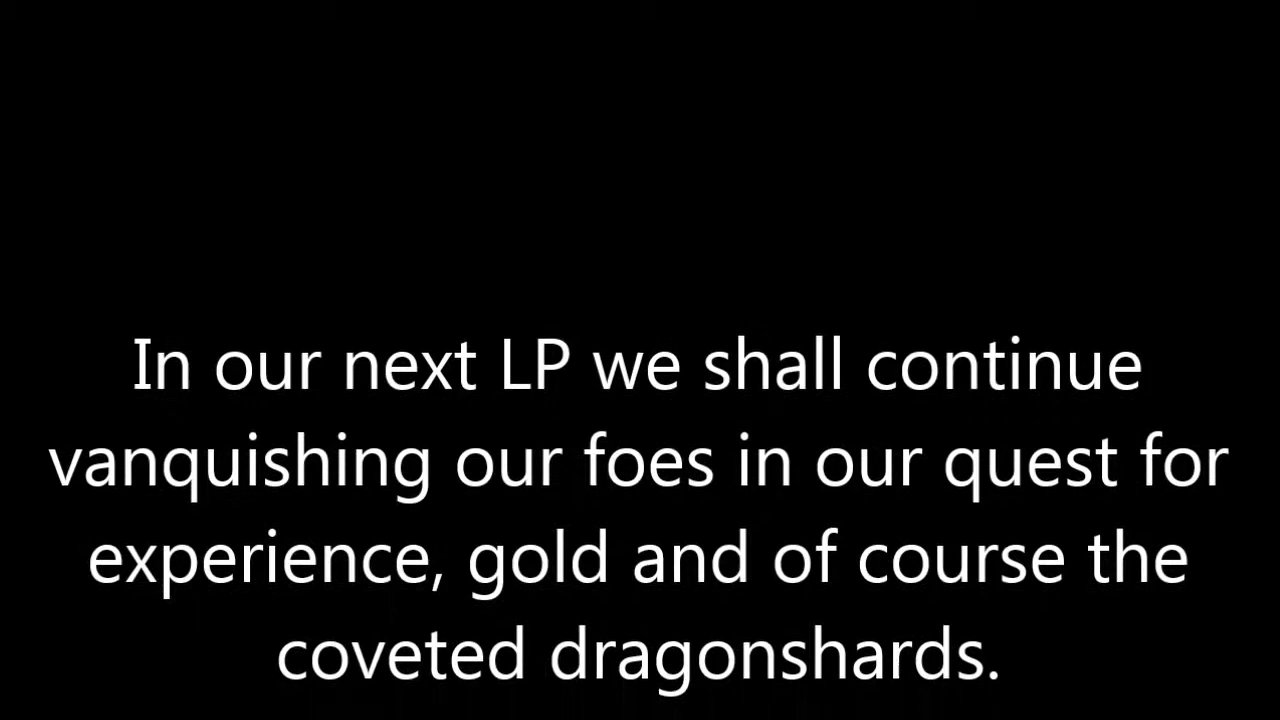 In our next LP we shall continue
vanquishing our foes in our quest for
experience, gold and of course the
coveted dragonshards.